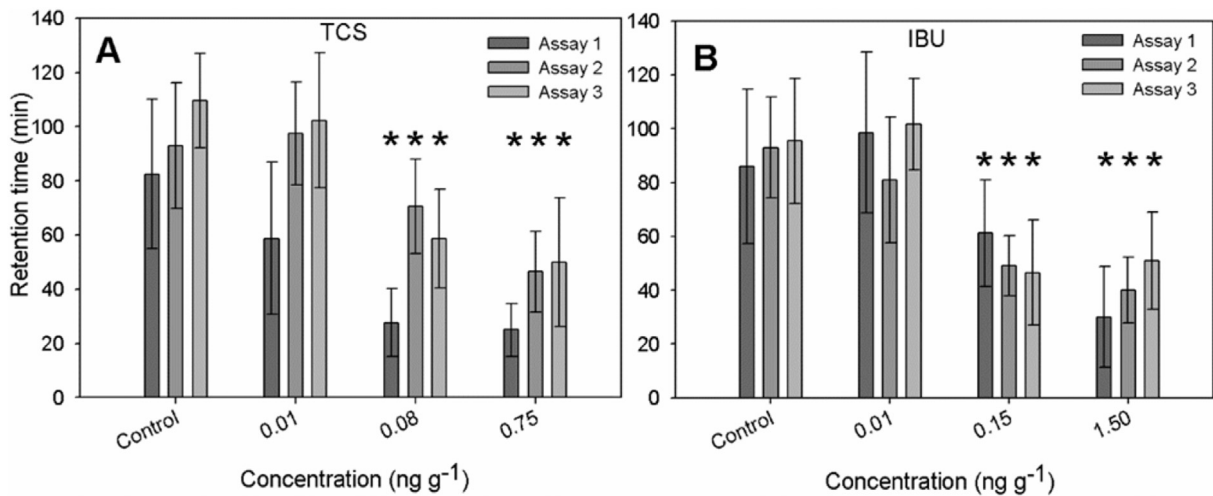 A
TCS
Assay 1
Assay 2
Assay 3
Retention time (min)
140
120
100
80
60
40
20
0
* * *
* * *
Control
0.01
0.08
0.75
Concentration (ng g⁻¹)
B
IBU
Assay 1
Assay 2
Assay 3
140
120
100
80
60
40
20
0
* * *
* * *
Control
0.01
0.15
1.50
Concentration (ng g⁻¹)